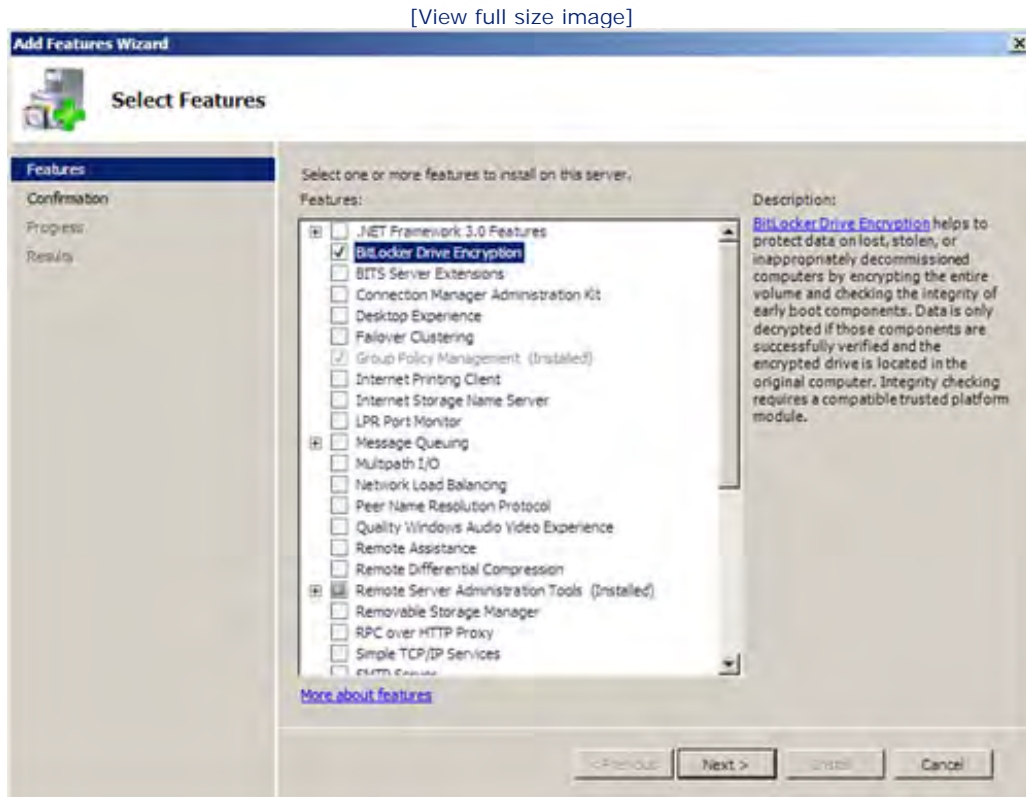 [View full size image]
Add Features Wizard
Select Features
Features
Confirmation
Progress
Results
Select one or more features to install on this server.
Features:
.NET Framework 3.0 Features
BitLocker Drive Encryption
BITS Server Extensions
Connection Manager Administration Kit
Desktop Experience
Failover Clustering
Group Policy Management (Installed)
Internet Printing Client
Internet Storage Name Server
LPR Port Monitor
Message Queuing
Multipath I/O
Network Load Balancing
Peer Name Resolution Protocol
Quality Windows Audio Video Experience
Remote Assistance
Remote Differential Compression
Remote Server Administration Tools (Installed)
Removable Storage Manager
RPC over HTTP Proxy
Simple TCP/IP Services
SMTP Server
More about features
Description:
BitLocker Drive Encryption helps to
protect data on lost, stolen, or
inappropriately decommissioned
computers by encrypting the entire
volume and checking the integrity of
early boot components. Data is only
decrypted if those components are
successfully verified and the
encrypted drive is located in the
original computer. Integrity checking
requires a compatible trusted platform
module.
< Previous
Next >
Install
Cancel